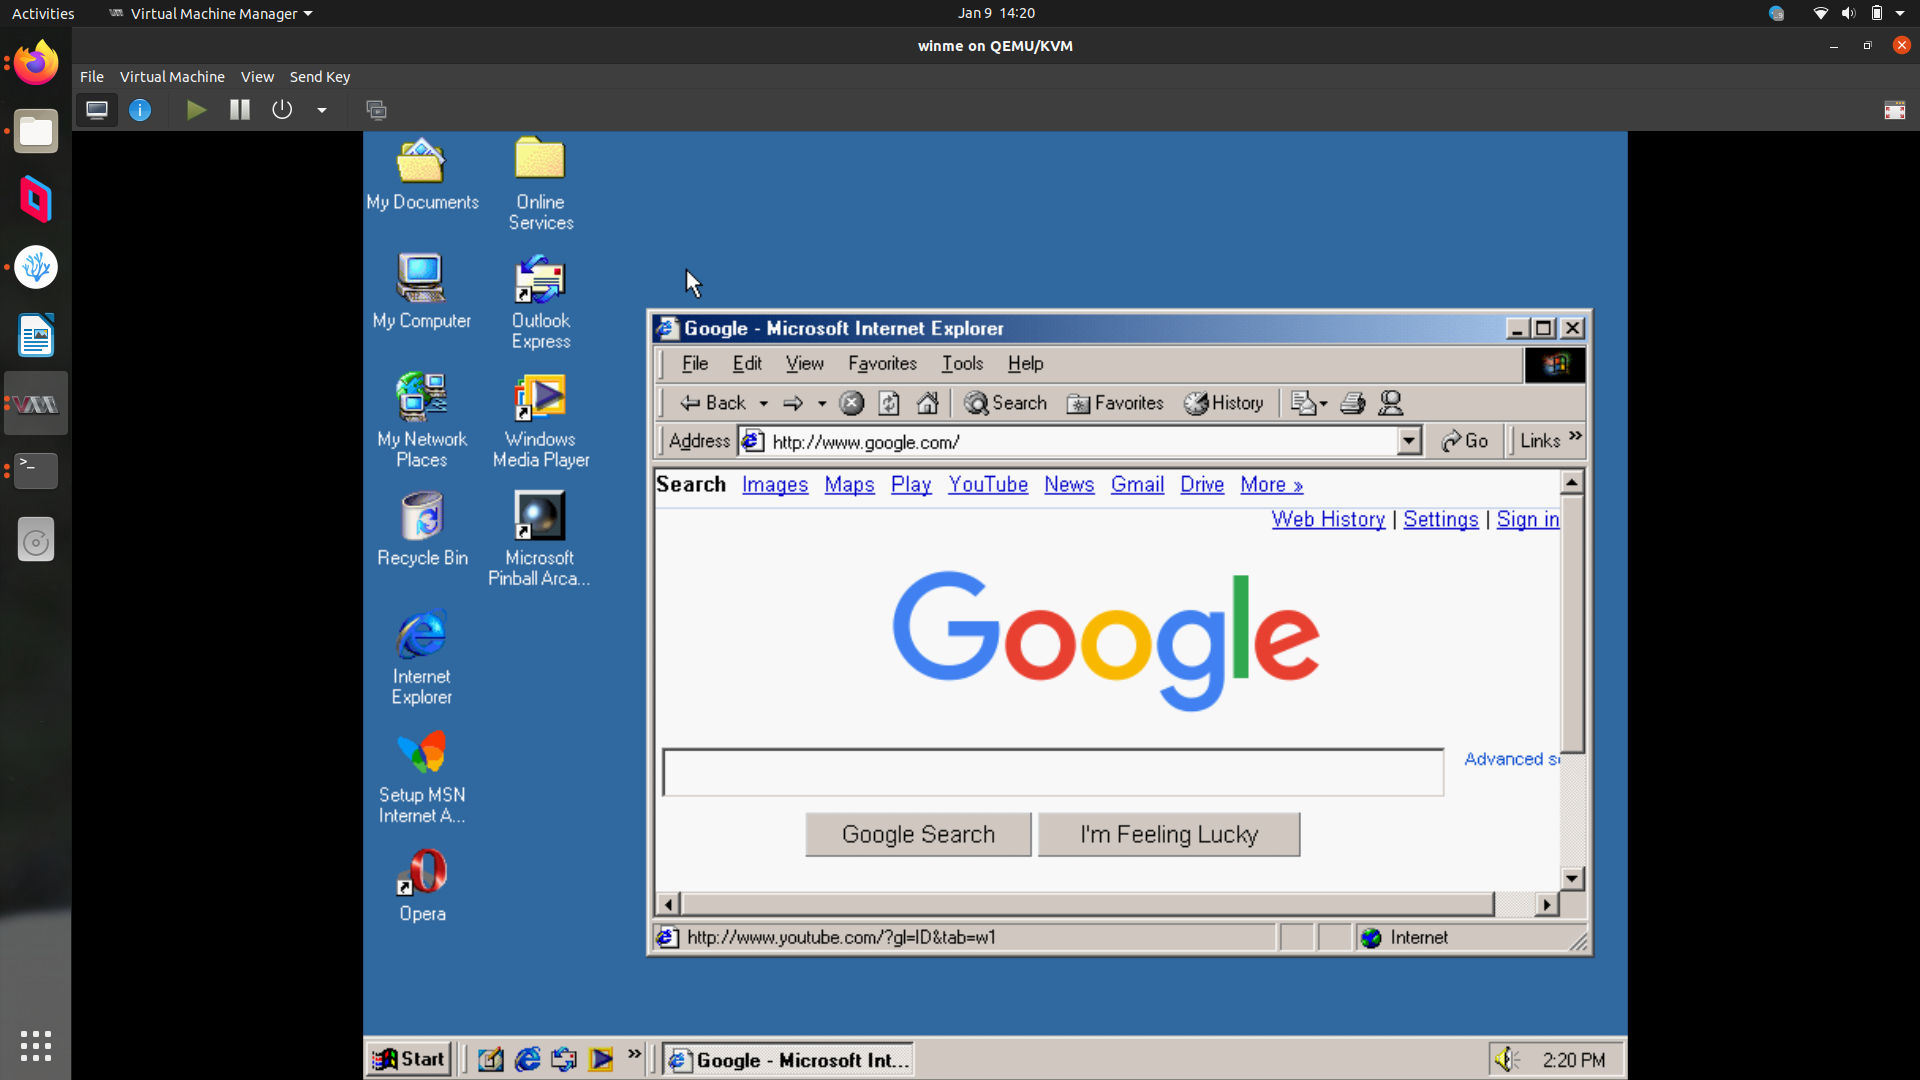 Activities Virtual Machine Manager Jan 9 14:20
winme on QEMU/KVM
File Virtual Machine View Send Key
My Documents
Online
Services
My Computer
Outlook
Express
My Network
Places
Windows
Media Player
Recycle Bin
Microsoft
Pinball Arca...
Internet
Explorer
Setup MSN
Internet A...
Opera
Google - Microsoft Internet Explorer
File Edit View Favorites Tools Help
Back Search Favorites History
Address http://www.google.com/ Go Links »
Search Images Maps Play YouTube News Gmail Drive More »
Web History | Settings | Sign in
Google
Advanced s
Google Search I'm Feeling Lucky
http://www.youtube.com/?gl=ID&tab=w1 Internet
Start » Google - Microsoft Int... 2:20 PM